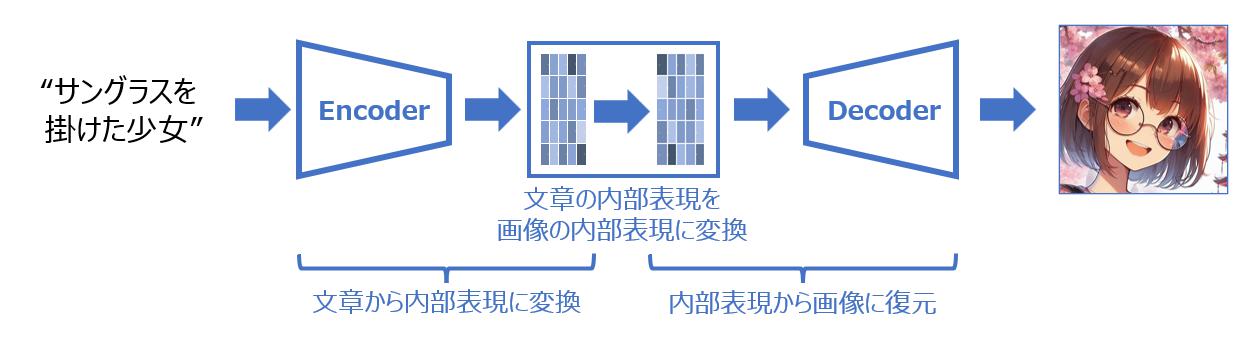 “サングラスを
掛けた少女”
Encoder
Decoder
文章の内部表現を
画像の内部表現に変換
文章から内部表現に変換
内部表現から画像に復元